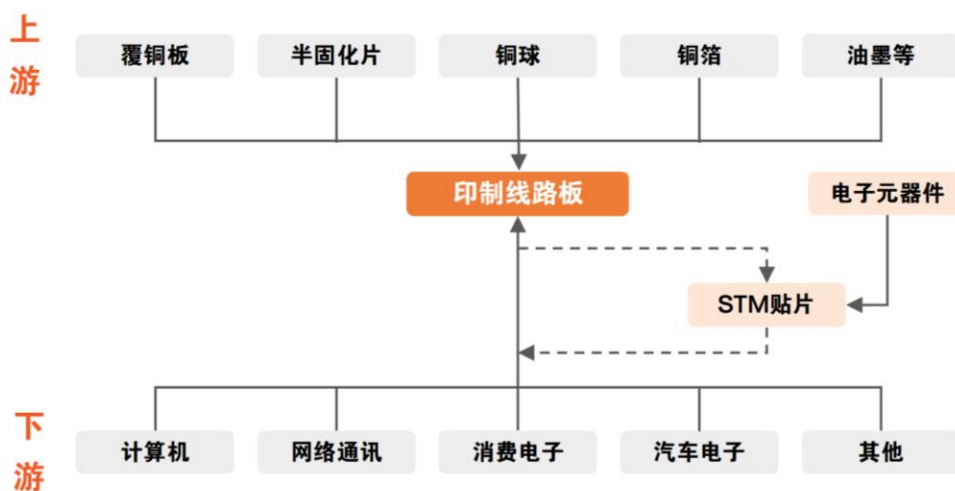 上游
覆铜板
半固化片
铜球
铜箔
油墨等
印制线路板
电子元器件
STM贴片
下游
计算机
网络通讯
消费电子
汽车电子
其他